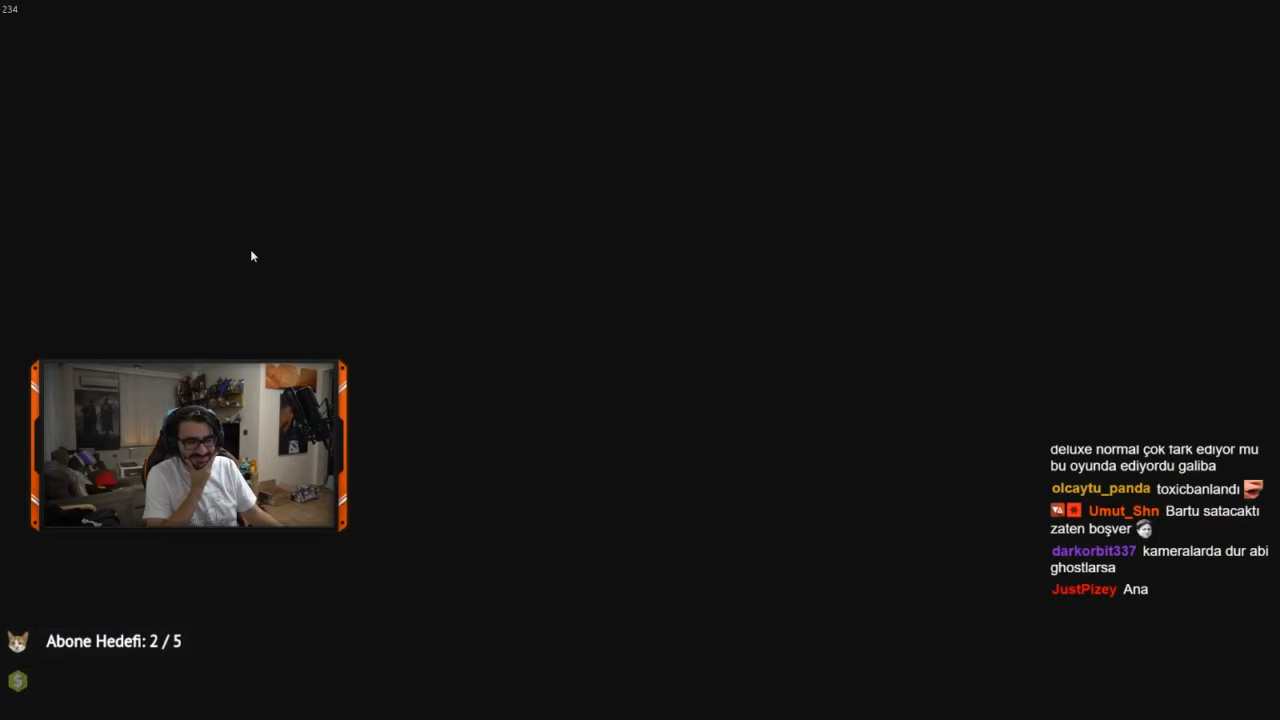 234
deluxe normal çok fark ediyor mu
bu oyunda ediyordu galiba
olcaytu_panda toxicbanlandı
Umut_Shn Bartu satacaktı
zaten boşver
darkorbit337 kameralarda dur abi
ghostlarsa
JustPizey Ana
Abone Hedefi: 2 / 5